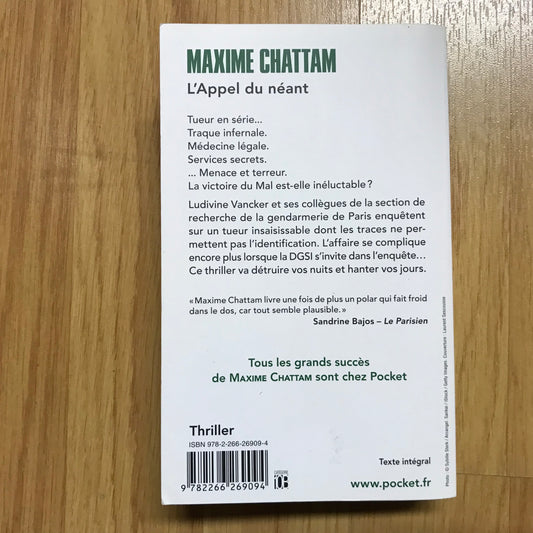 MAXIME CHATTAM
L'Appel du néant
Tueur en série...
Traque infernale.
Médecine légale.
Services secrets.
... Menace et terreur.
La victoire du Mal est-elle inéluctable ?
Ludivine Vancker et ses collègues de la section de
recherche de la gendarmerie de Paris enquêtent
sur un tueur insaisissable dont les traces ne per-
mettent pas l'identification. L'affaire se complique
encore plus lorsque la DGSI s'invite dans l'enquête...
Ce thriller va détruire vos nuits et hanter vos jours.
« Maxime Chattam livre une fois de plus un polar qui fait froid
dans le dos, car tout semble plausible. »
Sandrine Bajos – Le Parisien
Tous les grands succès
de MAXIME CHATTAM sont chez Pocket
Thriller
ISBN 978-2-266-26909-4
9 782266 269094
Texte intégral
www.pocket.fr